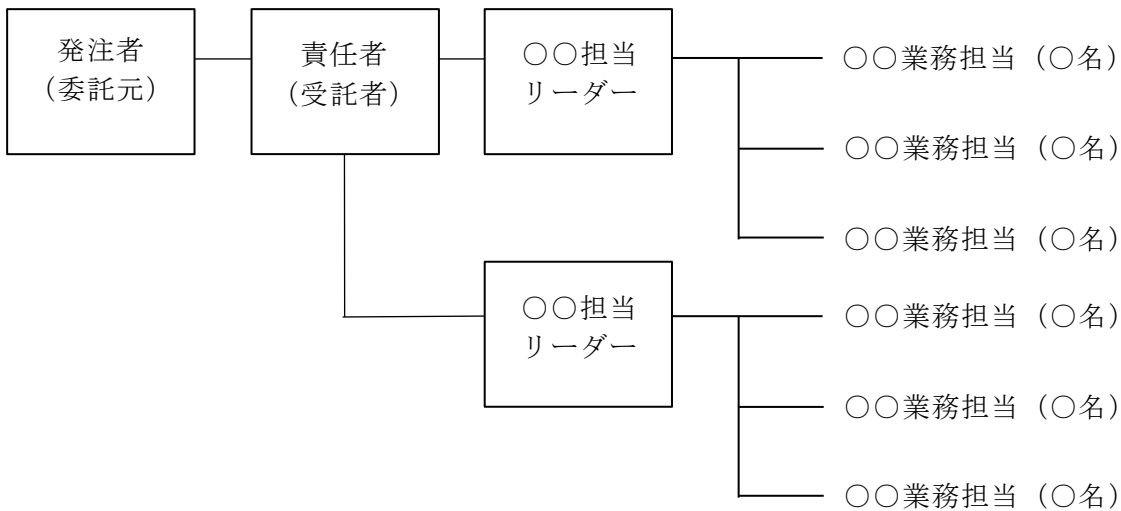 発注者
（委託元）
責任者
（受託者）
○○担当
リーダー
○○業務担当（○名）
○○業務担当（○名）
○○業務担当（○名）
○○担当
リーダー
○○業務担当（○名）
○○業務担当（○名）
○○業務担当（○名）